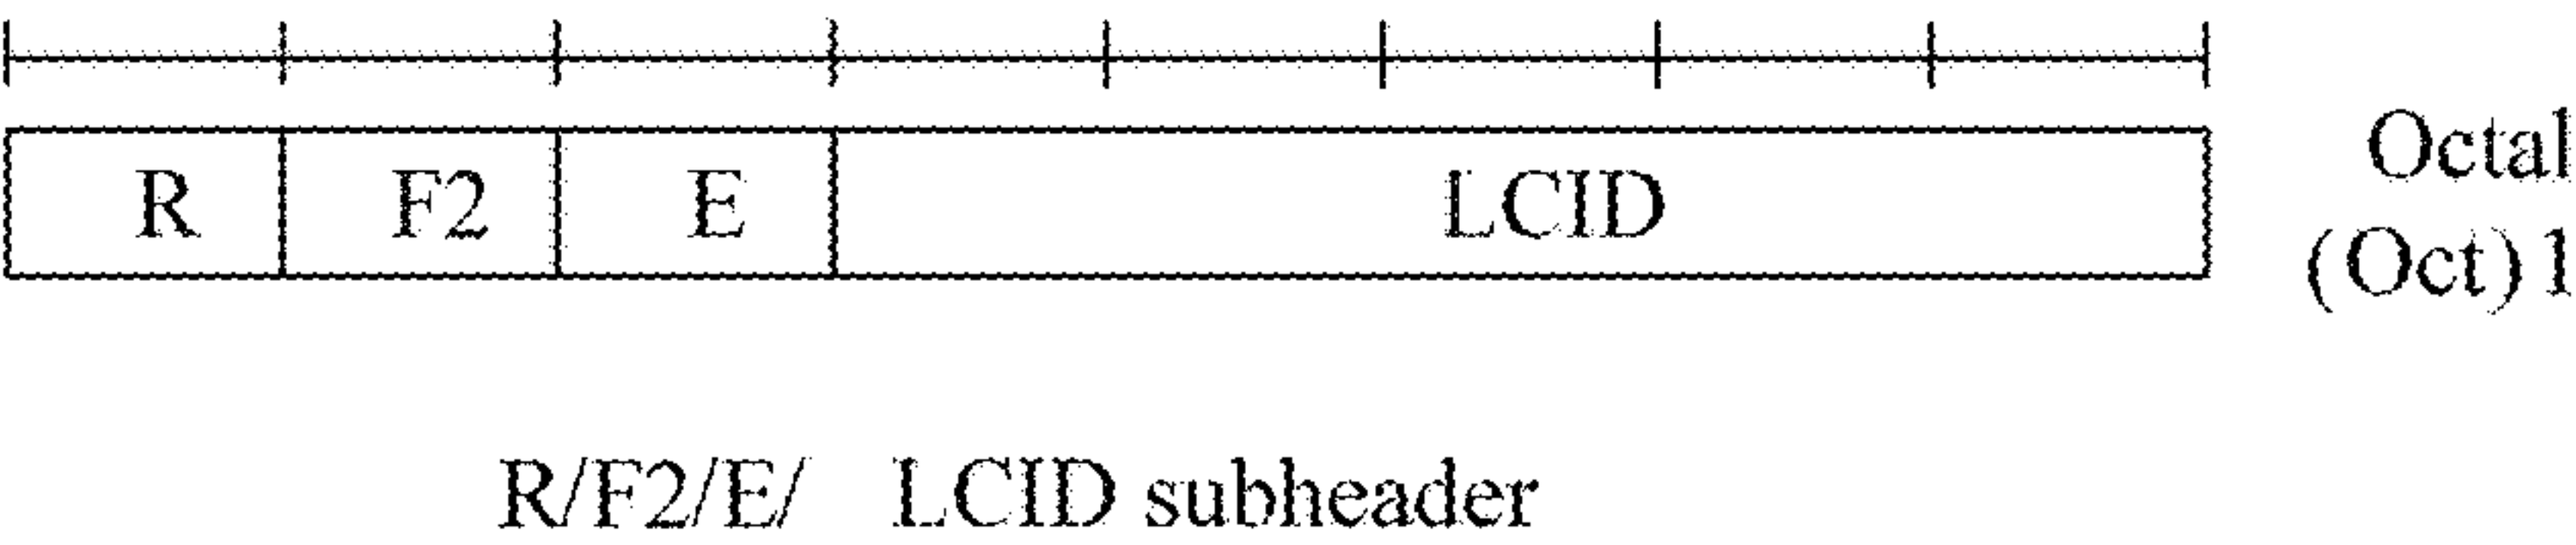 R F2 E LCID
Octal
(Oct) 1
R/F2/E/ LCID subheader